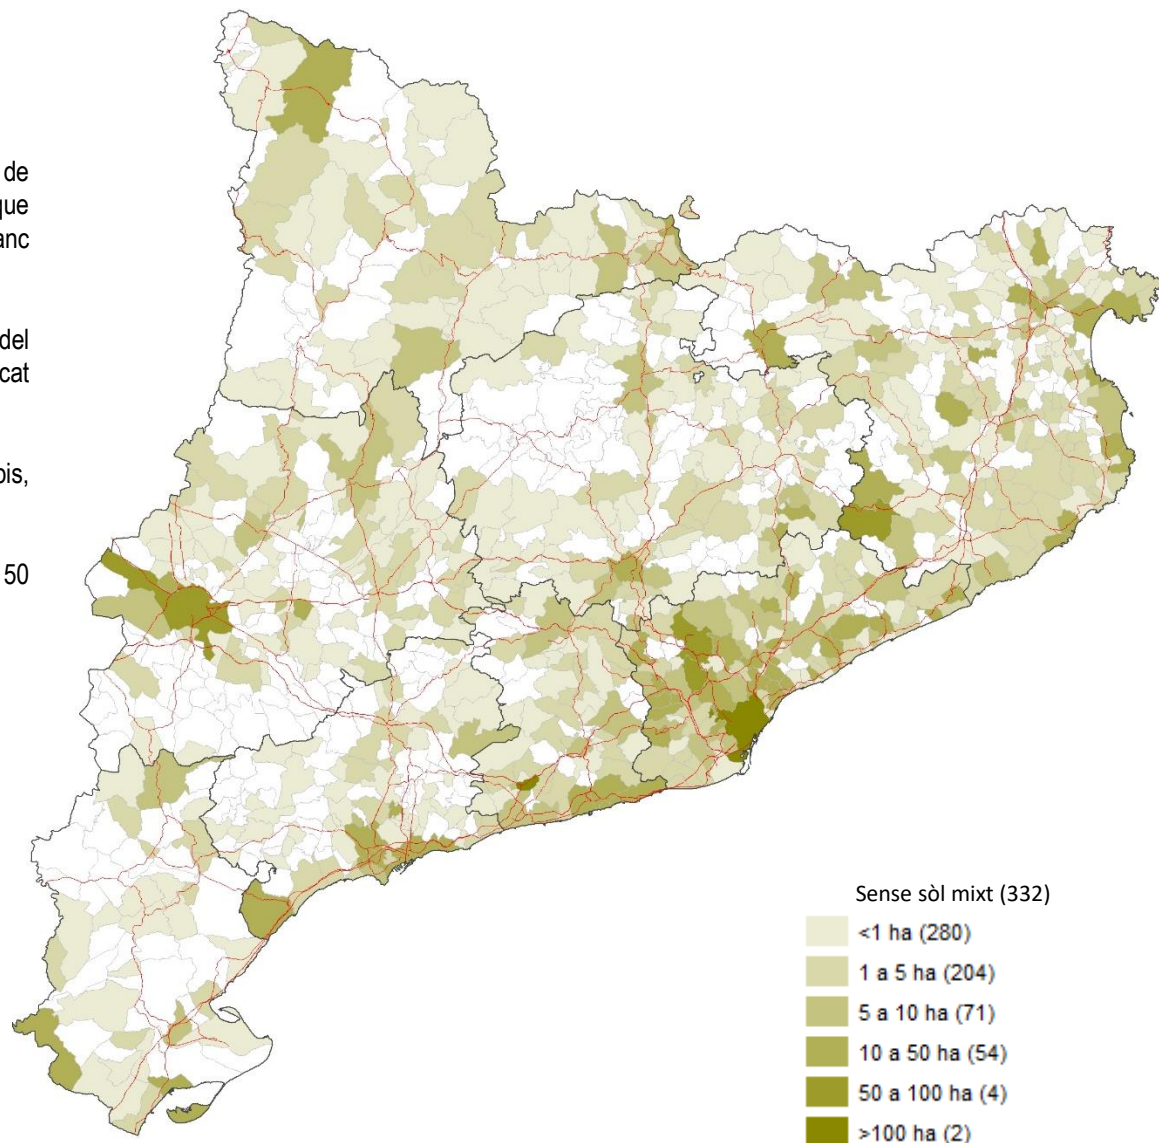 de
que
anc
del
cat
ois,
50
Sense sòl mixt (332)
<1 ha (280)
1 a 5 ha (204)
5 a 10 ha (71)
10 a 50 ha (54)
50 a 100 ha (4)
>100 ha (2)